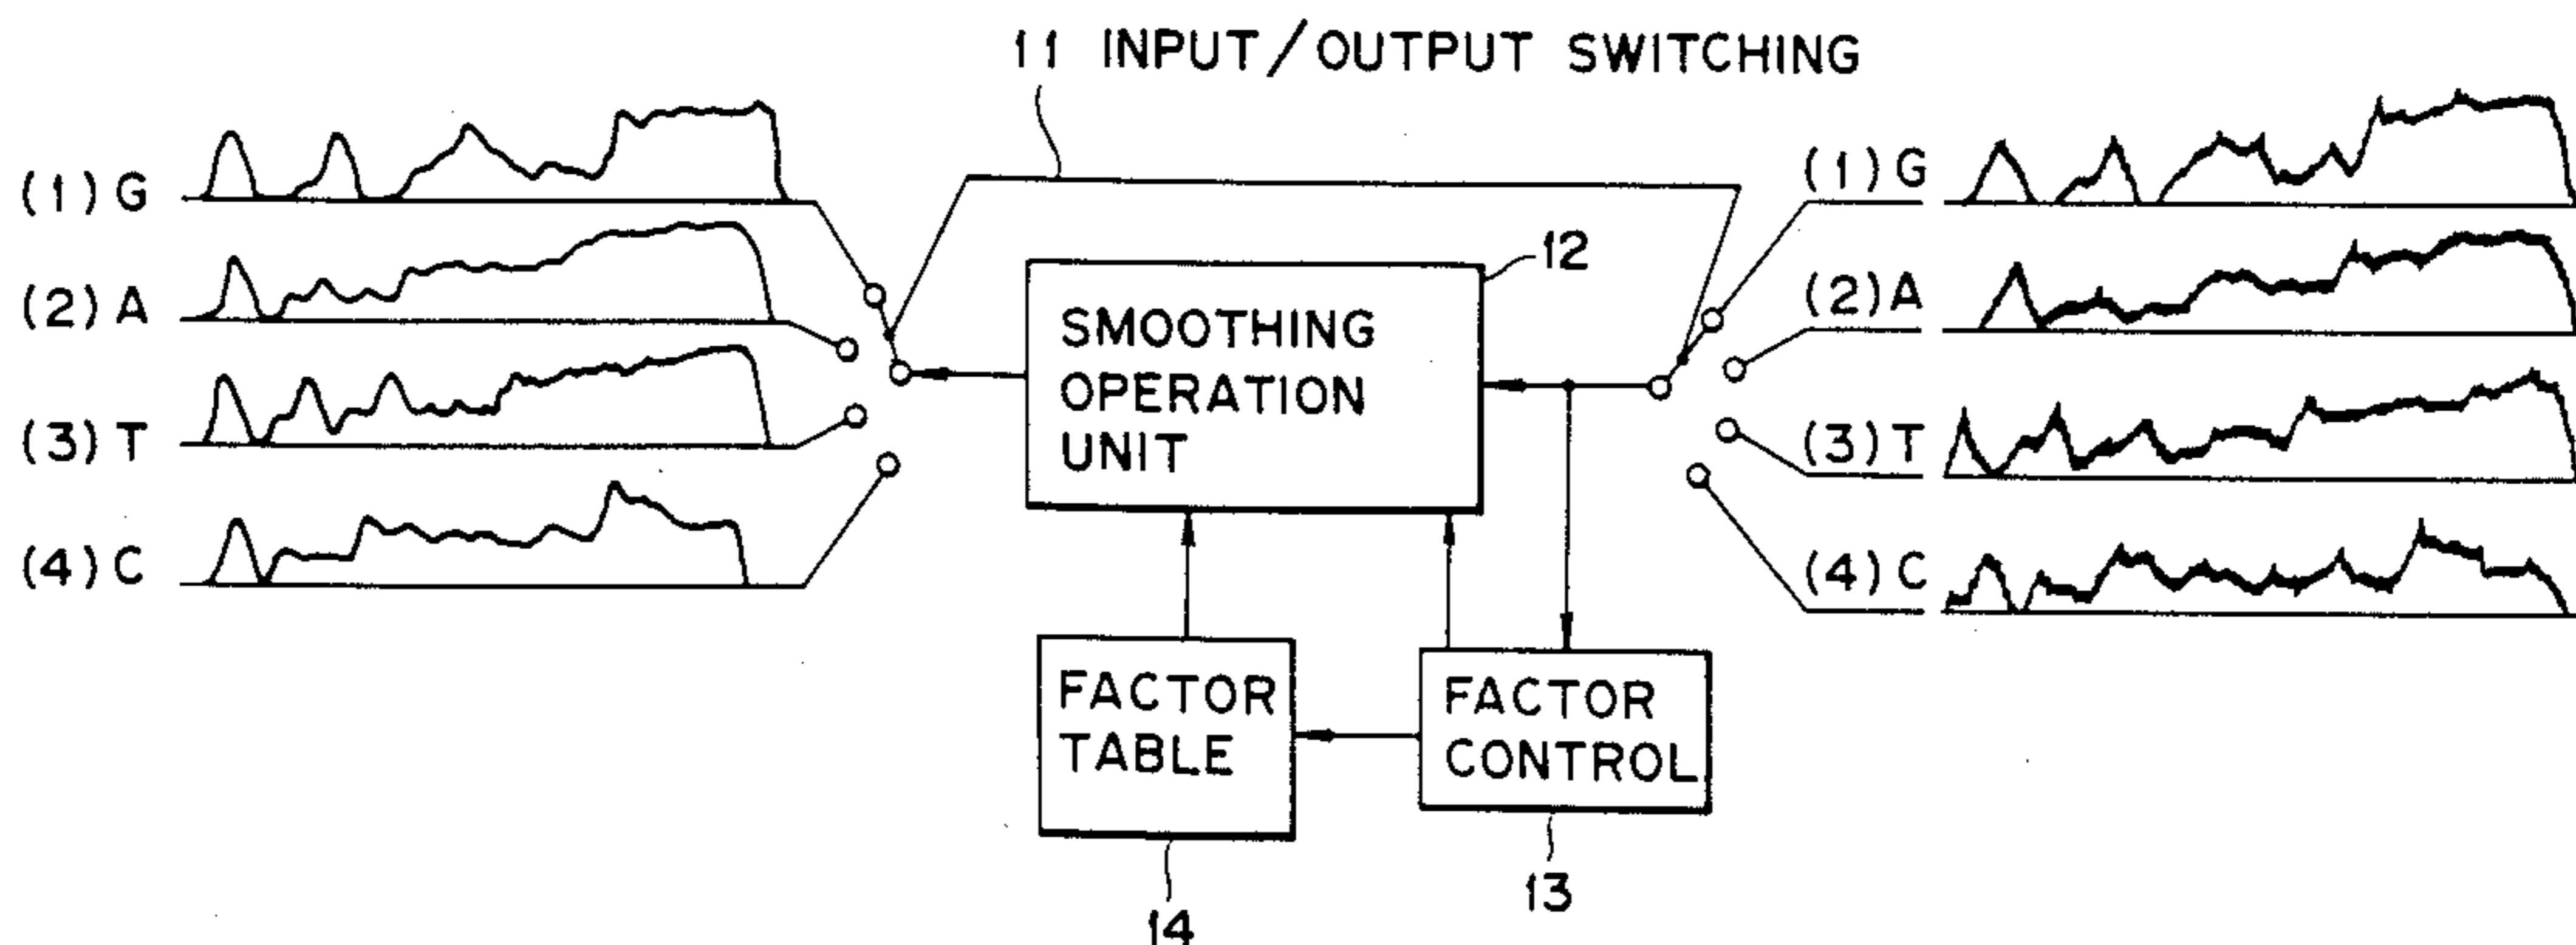 11 INPUT/OUTPUT SWITCHING
(1) G
(2) A
(3) T
(4) C
12
SMOOTHING
OPERATION
UNIT
FACTOR
TABLE
14
FACTOR
CONTROL
13
(1) G
(2) A
(3) T
(4) C